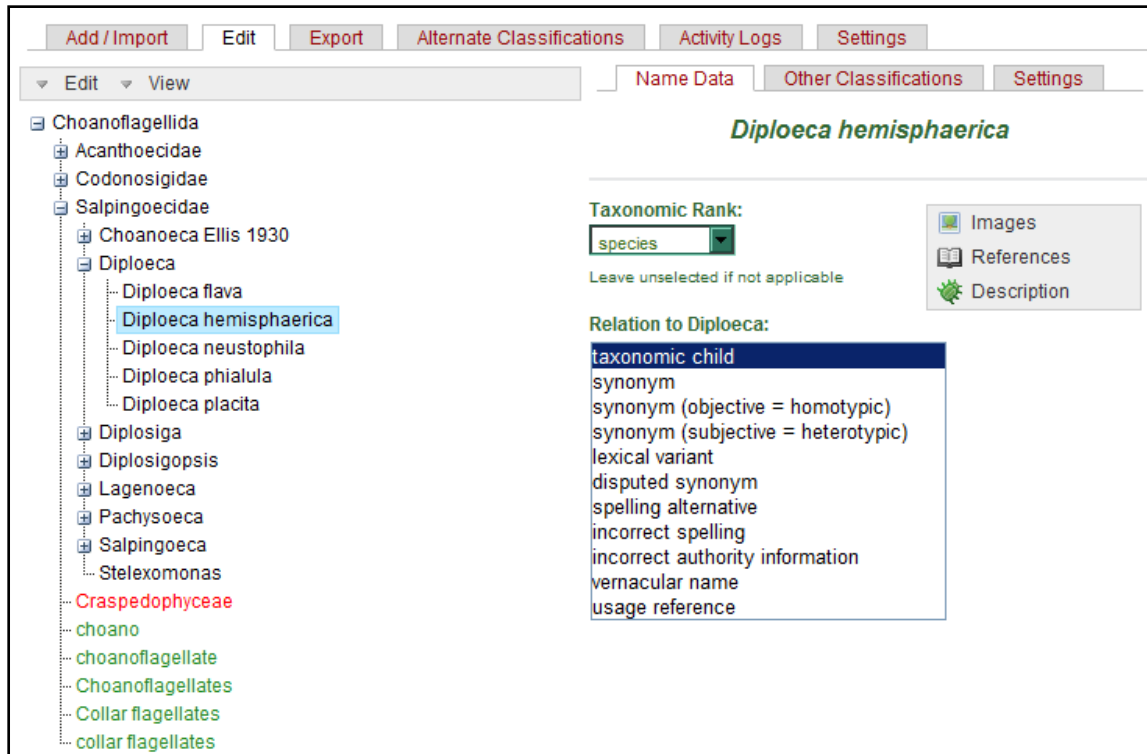 Add / Import Edit Export Alternate Classifications Activity Logs Settings
Edit View
Choanoflagellida
Acanthoecidae
Codonosigidae
Salpingoecidae
Choanoeca Ellis 1930
Diploeca
Diploeca flava
Diploeca hemisphaerica
Diploeca neustophila
Diploeca phialula
Diploeca placita
Diplosiga
Diplosigopsis
Lagenoeca
Pachysoeca
Salpingoeca
Stelexomonas
Craspedophyceae
choano
choanoflagellate
Choanoflagellates
Collar flagellates
collar flagellates
Name Data Other Classifications Settings
Diploeca hemisphaerica
Taxonomic Rank:
species
Leave unselected if not applicable
Images
References
Description
Relation to Diploeca:
taxonomic child
synonym
synonym (objective = homotypic)
synonym (subjective = heterotypic)
lexical variant
disputed synonym
spelling alternative
incorrect spelling
incorrect authority information
vernacular name
usage reference